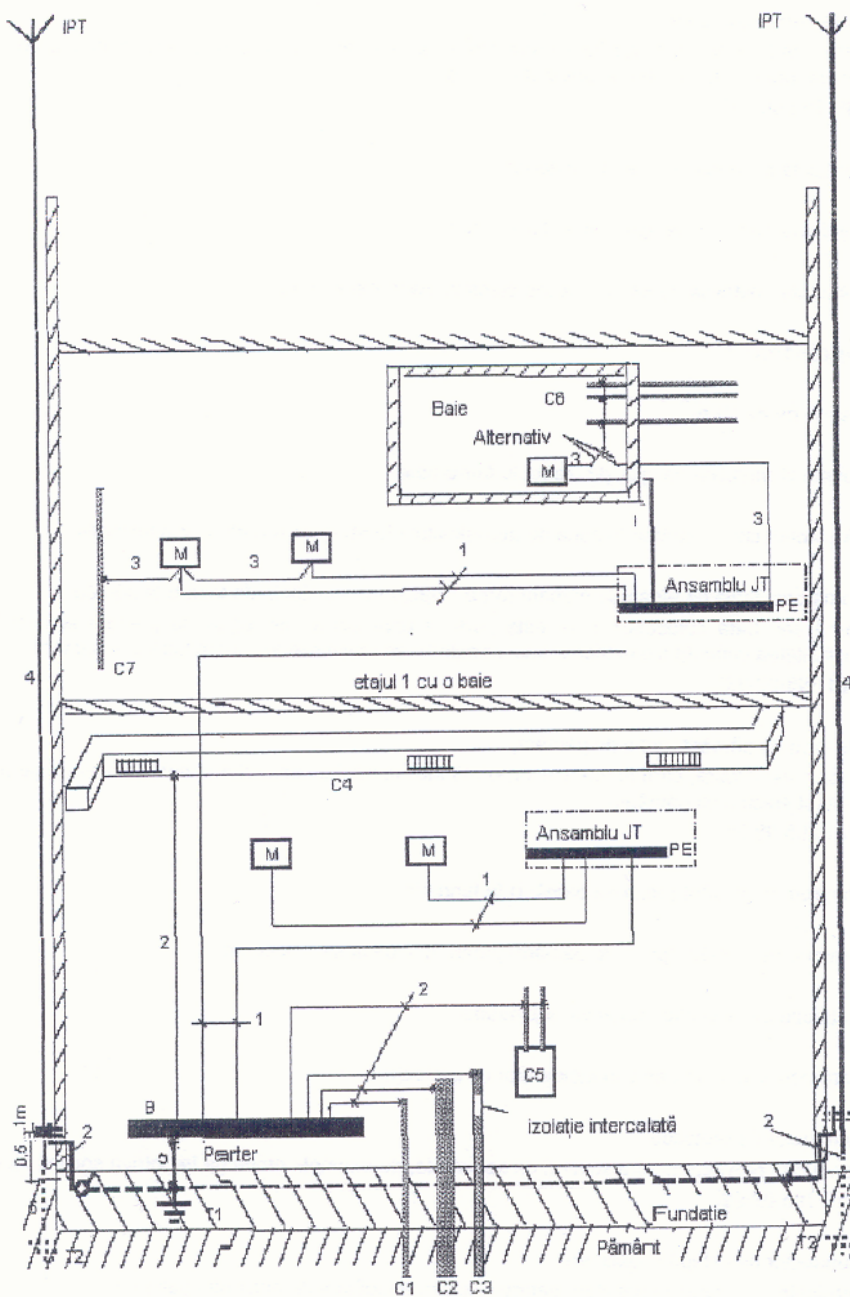 IPT IPT
Baie
C6
Alternativ
3
M
3
M M
3 3 1
Ansamblu JT
PE
C7
4 4
etajul 1 cu o baie
C4
Ansamblu JT
PE
M M
1
2
2
1
C5
B
izolație intercalată
0,5 1m
2 2
Parter
5
T1
Fundatie
T2 T2
Pământ
C1 C2 C3